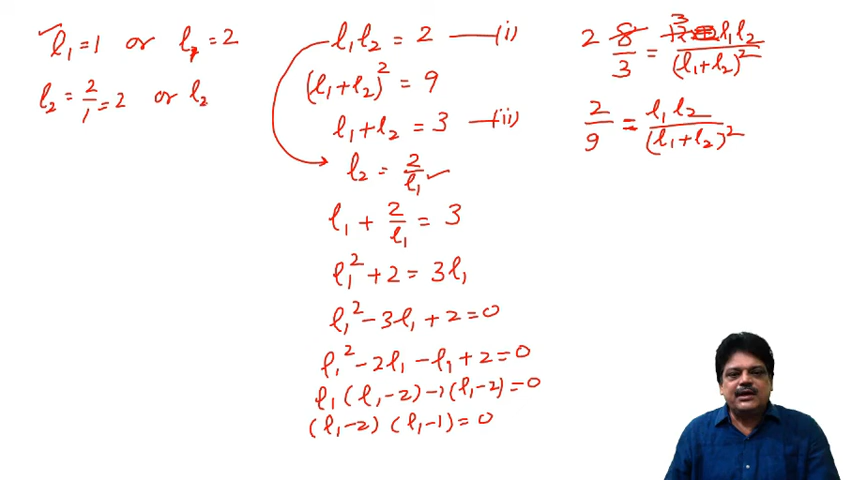 l₁ = 1 or l₁ = 2
l₂ = 2/1 = 2 or l₂
l₁l₂ = 2 —(i)
(l₁+l₂)² = 9
l₁+l₂ = 3 —(ii)
l₂ = 2/l₁ ✓
l₁ + 2/l₁ = 3
l₁² + 2 = 3l₁
l₁² − 3l₁ + 2 = 0
l₁² − 2l₁ − l₁ + 2 = 0
l₁(l₁−2) −1(l₁−2) = 0
(l₁−2)(l₁−1) = 0
2 8/3 = 3 l₁l₂/(l₁+l₂)²
2/9 = l₁l₂/(l₁+l₂)²